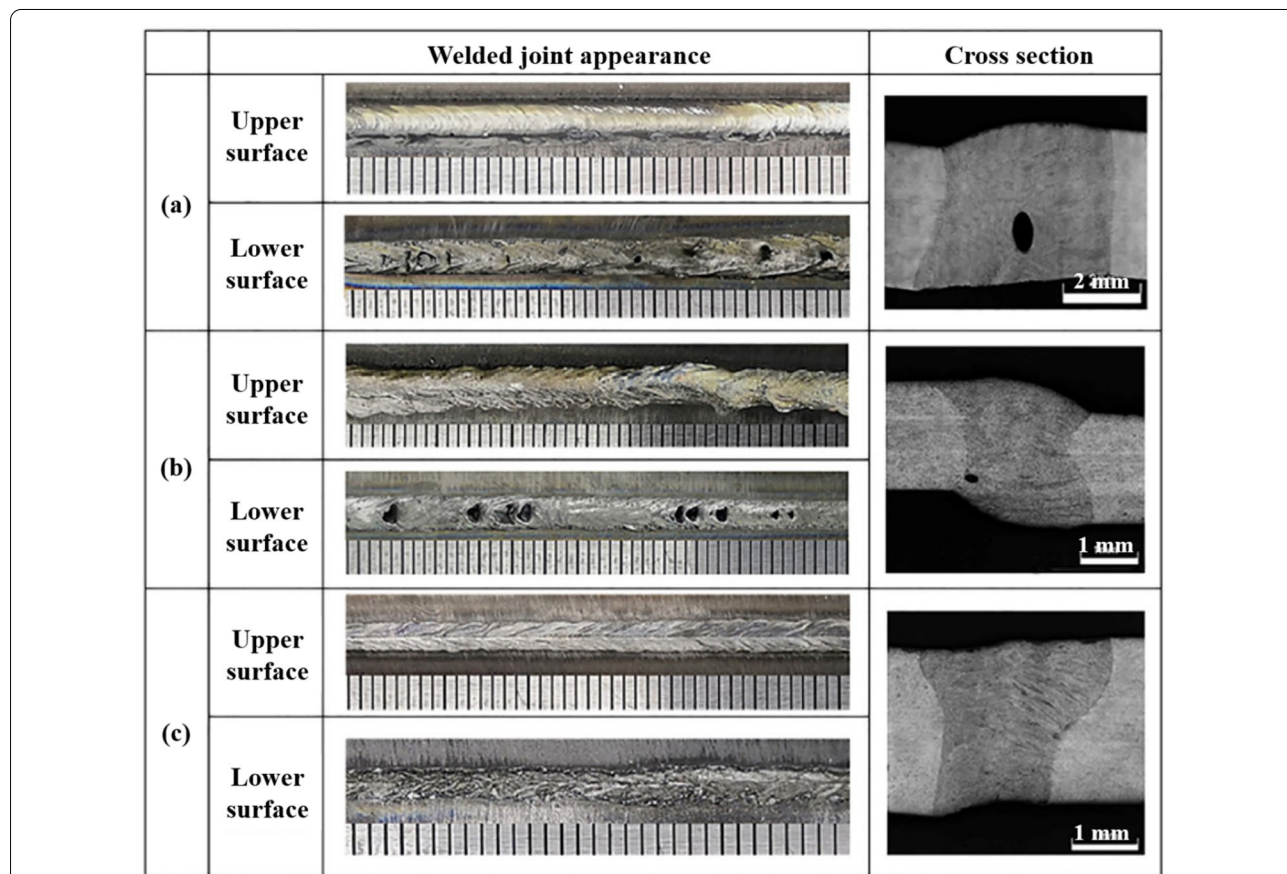 Welded joint appearance
Cross section
(a)
Upper
surface
Lower
surface
2 mm
(b)
Upper
surface
Lower
surface
1 mm
(c)
Upper
surface
Lower
surface
1 mm